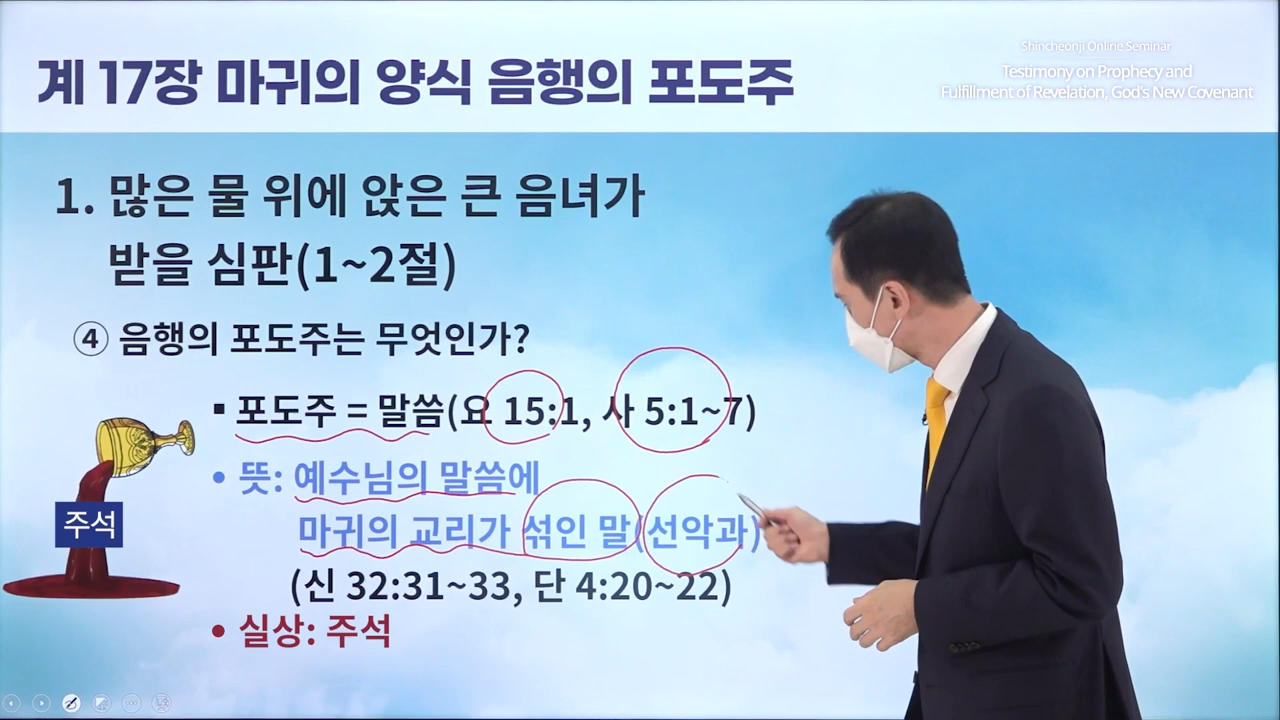 계 17장 마귀의 양식 음행의 포도주
Shincheonji Online Seminar
Testimony on Prophecy and
Fulfillment of Revelation, God's New Covenant
1. 많은 물 위에 앉은 큰 음녀가
받을 심판(1~2절)
④ 음행의 포도주는 무엇인가?
▪ 포도주 = 말씀(요 15:1, 사 5:1~7)
• 뜻: 예수님의 말씀에
마귀의 교리가 섞인 말(선악과)
(신 32:31~33, 단 4:20~22)
• 실상: 주석
주석